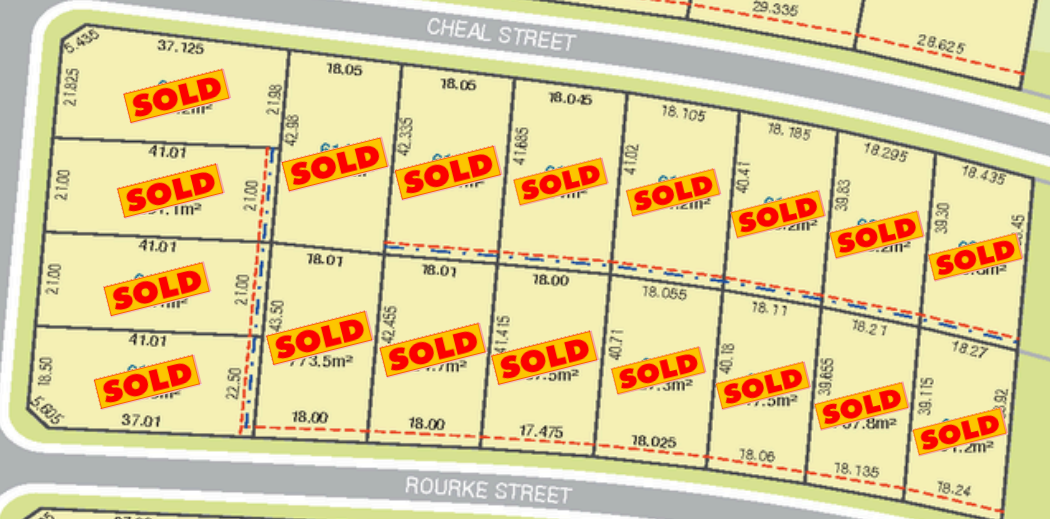 29.335
28.625
CHEAL STREET
5.435
37.125
21.825
21.98
SOLD
18.05
42.98
SOLD
18.05
42.335
SOLD
18.045
41.685
SOLD
18.105
41.02
SOLD
18.185
40.41
SOLD
18.295
39.83
SOLD
18.435
39.30
SOLD
41.01
21.00
21.00
SOLD
41.01
21.00
21.00
SOLD
41.01
18.50
22.50
SOLD
5.605
37.01
18.01
43.50
SOLD
73.5m²
18.00
18.01
42.455
SOLD
18.00
18.00
41.415
SOLD
17.475
18.055
40.71
SOLD
18.025
18.11
40.18
SOLD
18.06
18.21
39.655
SOLD
18.135
18.27
39.115
SOLD
18.24
ROURKE STREET